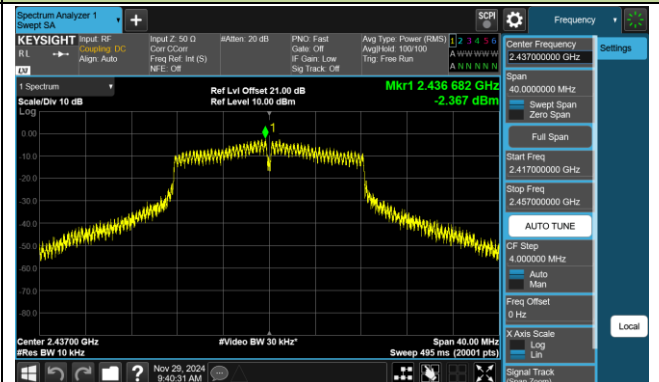 Spectrum Analyzer 1
Swept SA
SCPI
Frequency
KEYSIGHT
RL
LXI
Input: RF
Coupling: DC
Align: Auto
Input Z: 50 Ω
Corr CCorr
Freq Ref: Int (S)
NFE: Off
#Atten: 20 dB
PNO: Fast
Gate: Off
IF Gain: Low
Sig Track: Off
Avg Type: Power (RMS)
Avg|Hold: 100/100
Trig: Free Run
1 2 3 4 5 6
A W W W W W
A N N N N N
1 Spectrum
Scale/Div 10 dB
Log
Ref Lvl Offset 21.00 dB
Ref Level 10.00 dBm
Mkr1 2.436 682 GHz
-2.367 dBm
1
0.00
-10.0
-20.0
-30.0
-40.0
-50.0
-60.0
-70.0
-80.0
Center 2.43700 GHz
#Res BW 10 kHz
#Video BW 30 kHz*
Span 40.00 MHz
Sweep 495 ms (20001 pts)
Nov 29, 2024
9:40:31 AM
Center Frequency
2.437000000 GHz
Span
40.0000000 MHz
Swept Span
Zero Span
Full Span
Start Freq
2.417000000 GHz
Stop Freq
2.457000000 GHz
AUTO TUNE
CF Step
4.000000 MHz
Auto
Man
Freq Offset
0 Hz
X Axis Scale
Log
Lin
Signal Track
(Span Zoom)
Settings
Local